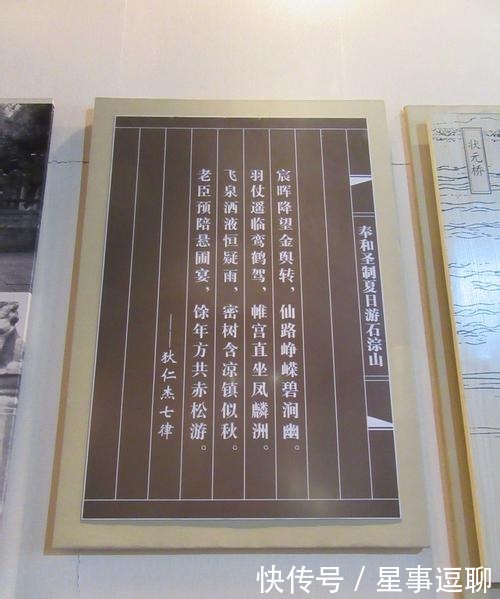 奉和圣制夏日游石淙山
宸晖降望金舆转，仙路峥嵘碧涧幽。
羽仗遥临鸾鹤驾，帷宫直坐凤麟洲。
飞泉洒液恒疑雨，密树含凉镇似秋。
老臣预陪悬圃宴，馀年方共赤松游。
——狄仁杰七律
状元桥
快传号／星事逗聊